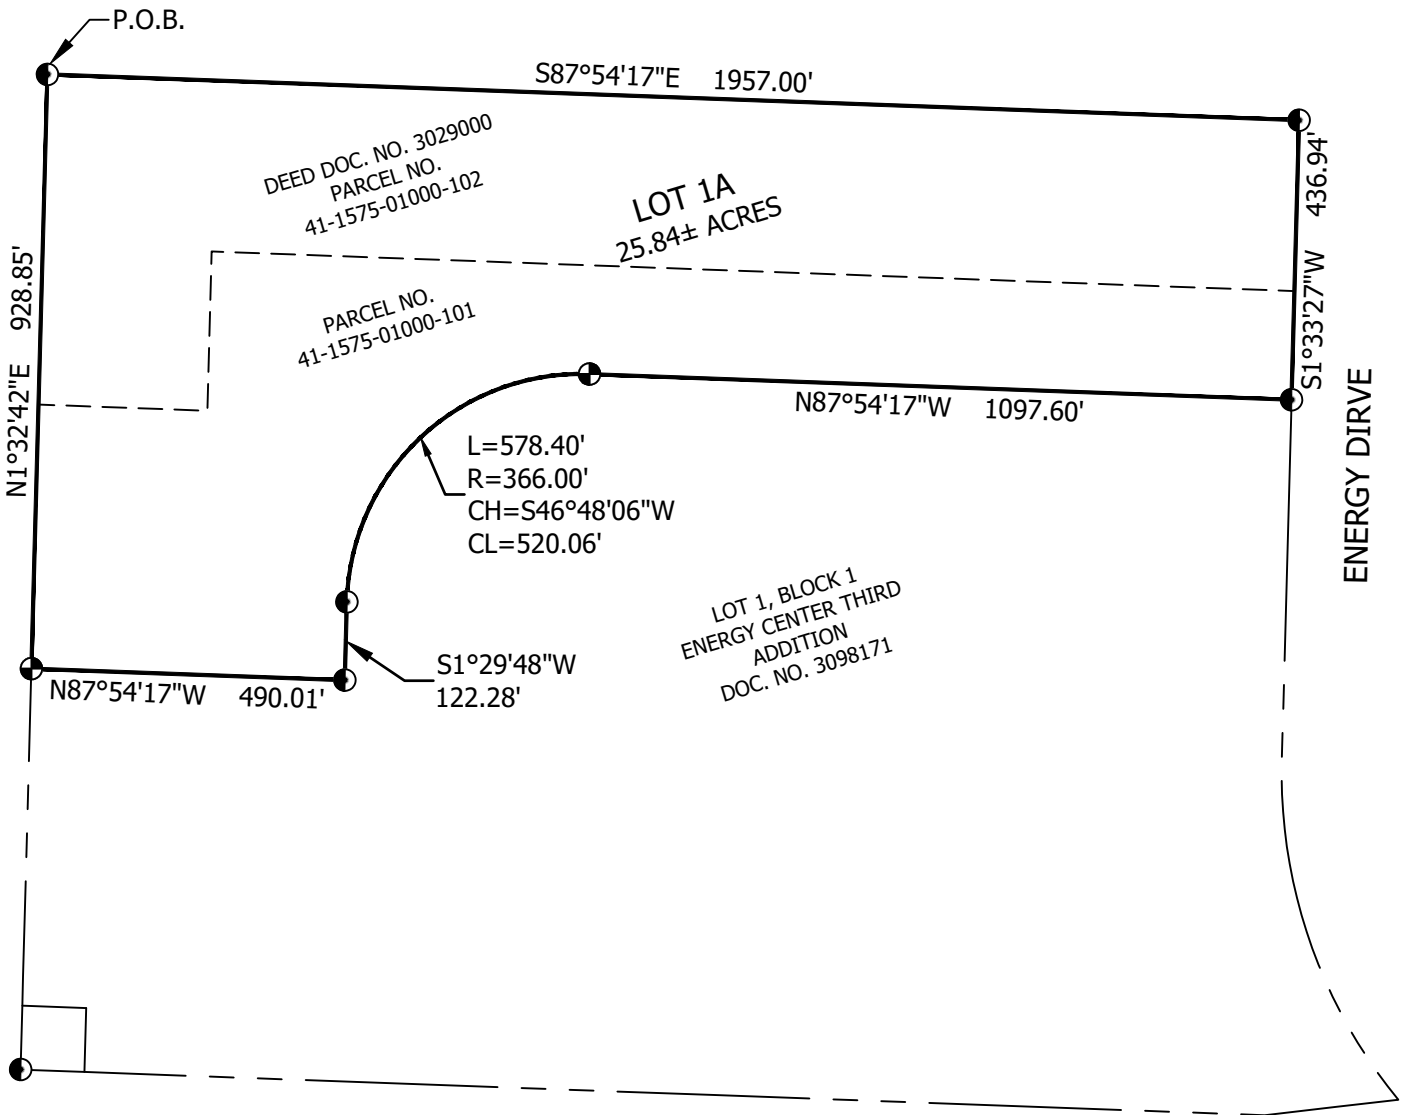 P.O.B.
S87°54'17"E 1957.00'
436.94'
S1°33'27"W
DEED DOC. NO. 3029000
PARCEL NO.
41-1575-01000-102
LOT 1A
25.84± ACRES
N1°32'42"E 928.85'
PARCEL NO.
41-1575-01000-101
N87°54'17"W 1097.60'
L=578.40'
R=366.00'
CH=S46°48'06"W
CL=520.06'
ENERGY DIRVE
LOT 1, BLOCK 1
ENERGY CENTER THIRD
ADDITION
DOC. NO. 3098171
S1°29'48"W
122.28'
N87°54'17"W 490.01'